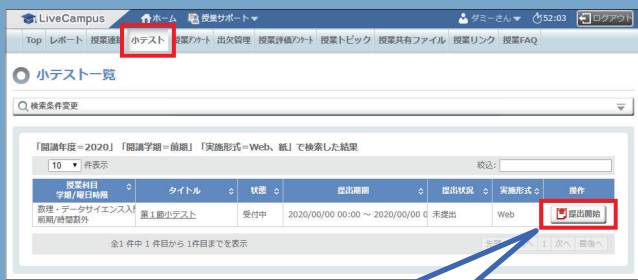 LiveCampus ホーム 授業サポート▼ ダミーさん▼ 52:03 ログアウト
Top レポート 授業連絡 小テスト 授業アンケート 出欠管理 授業評価アンケート 授業トピック 授業共有ファイル 授業リンク 授業FAQ
小テスト一覧
検索条件変更
「開講年度=2020」「開講学期=前期」「実施形式=Web、紙」で検索した結果
10 ▼ 件表示 絞込:
授業科目 学期/曜日時限 タイトル 状態 提出期間 提出状況 実施形式 操作
数理・データサイエンス入 前期/時間割外 第1節小テスト 受付中 2020/00/00 00:00 ~ 2020/00/00 0 未提出 Web 提出開始
全1 件中 1 件目から 1件目までを表示 1 次へ 最後へ